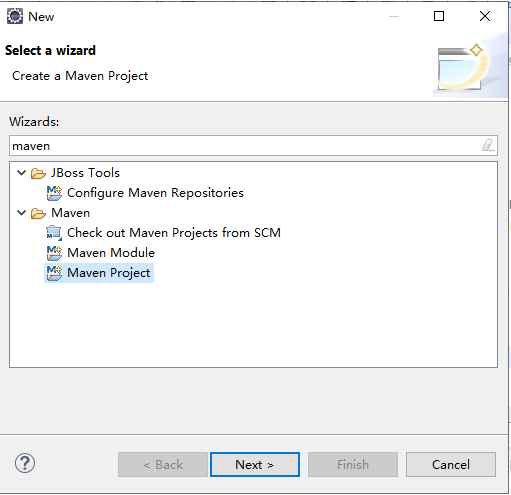 New
Select a wizard
Create a Maven Project
Wizards:
maven
JBoss Tools
Configure Maven Repositories
Maven
Check out Maven Projects from SCM
Maven Module
Maven Project
< Back Next > Finish Cancel